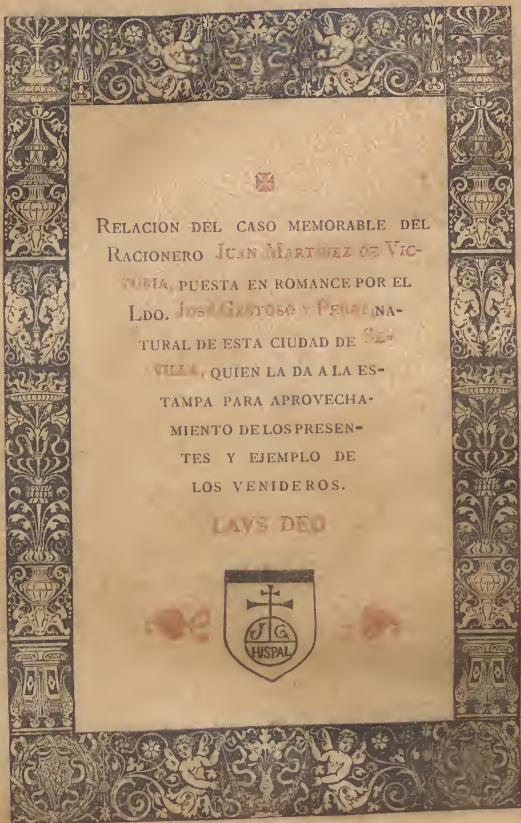 RELACION DEL CASO MEMORABLE DEL
RACIONERO JUAN MARTINEZ DE VIC-
TORIA, PUESTA EN ROMANCE POR EL
LDO. JOSÉ GESTOSO Y PEREZ, NA-
TURAL DE ESTA CIUDAD DE SE-
VILLA, QUIEN LA DA A LA ES-
TAMPA PARA APROVECHA-
MIENTO DE LOS PRESEN-
TES Y EJEMPLO DE
LOS VENIDEROS.
LAVS DEO
J G
HISPAL